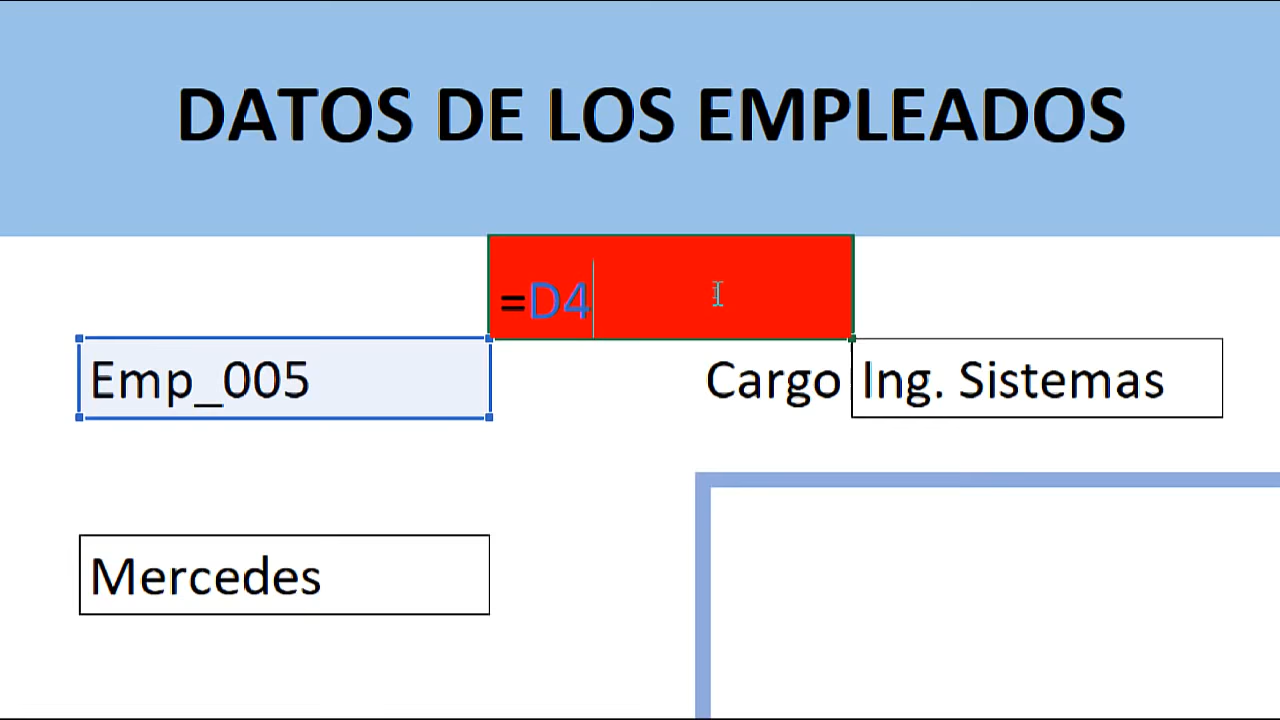 DATOS DE LOS EMPLEADOS
=D4
Emp_005
Cargo
Ing. Sistemas
Mercedes